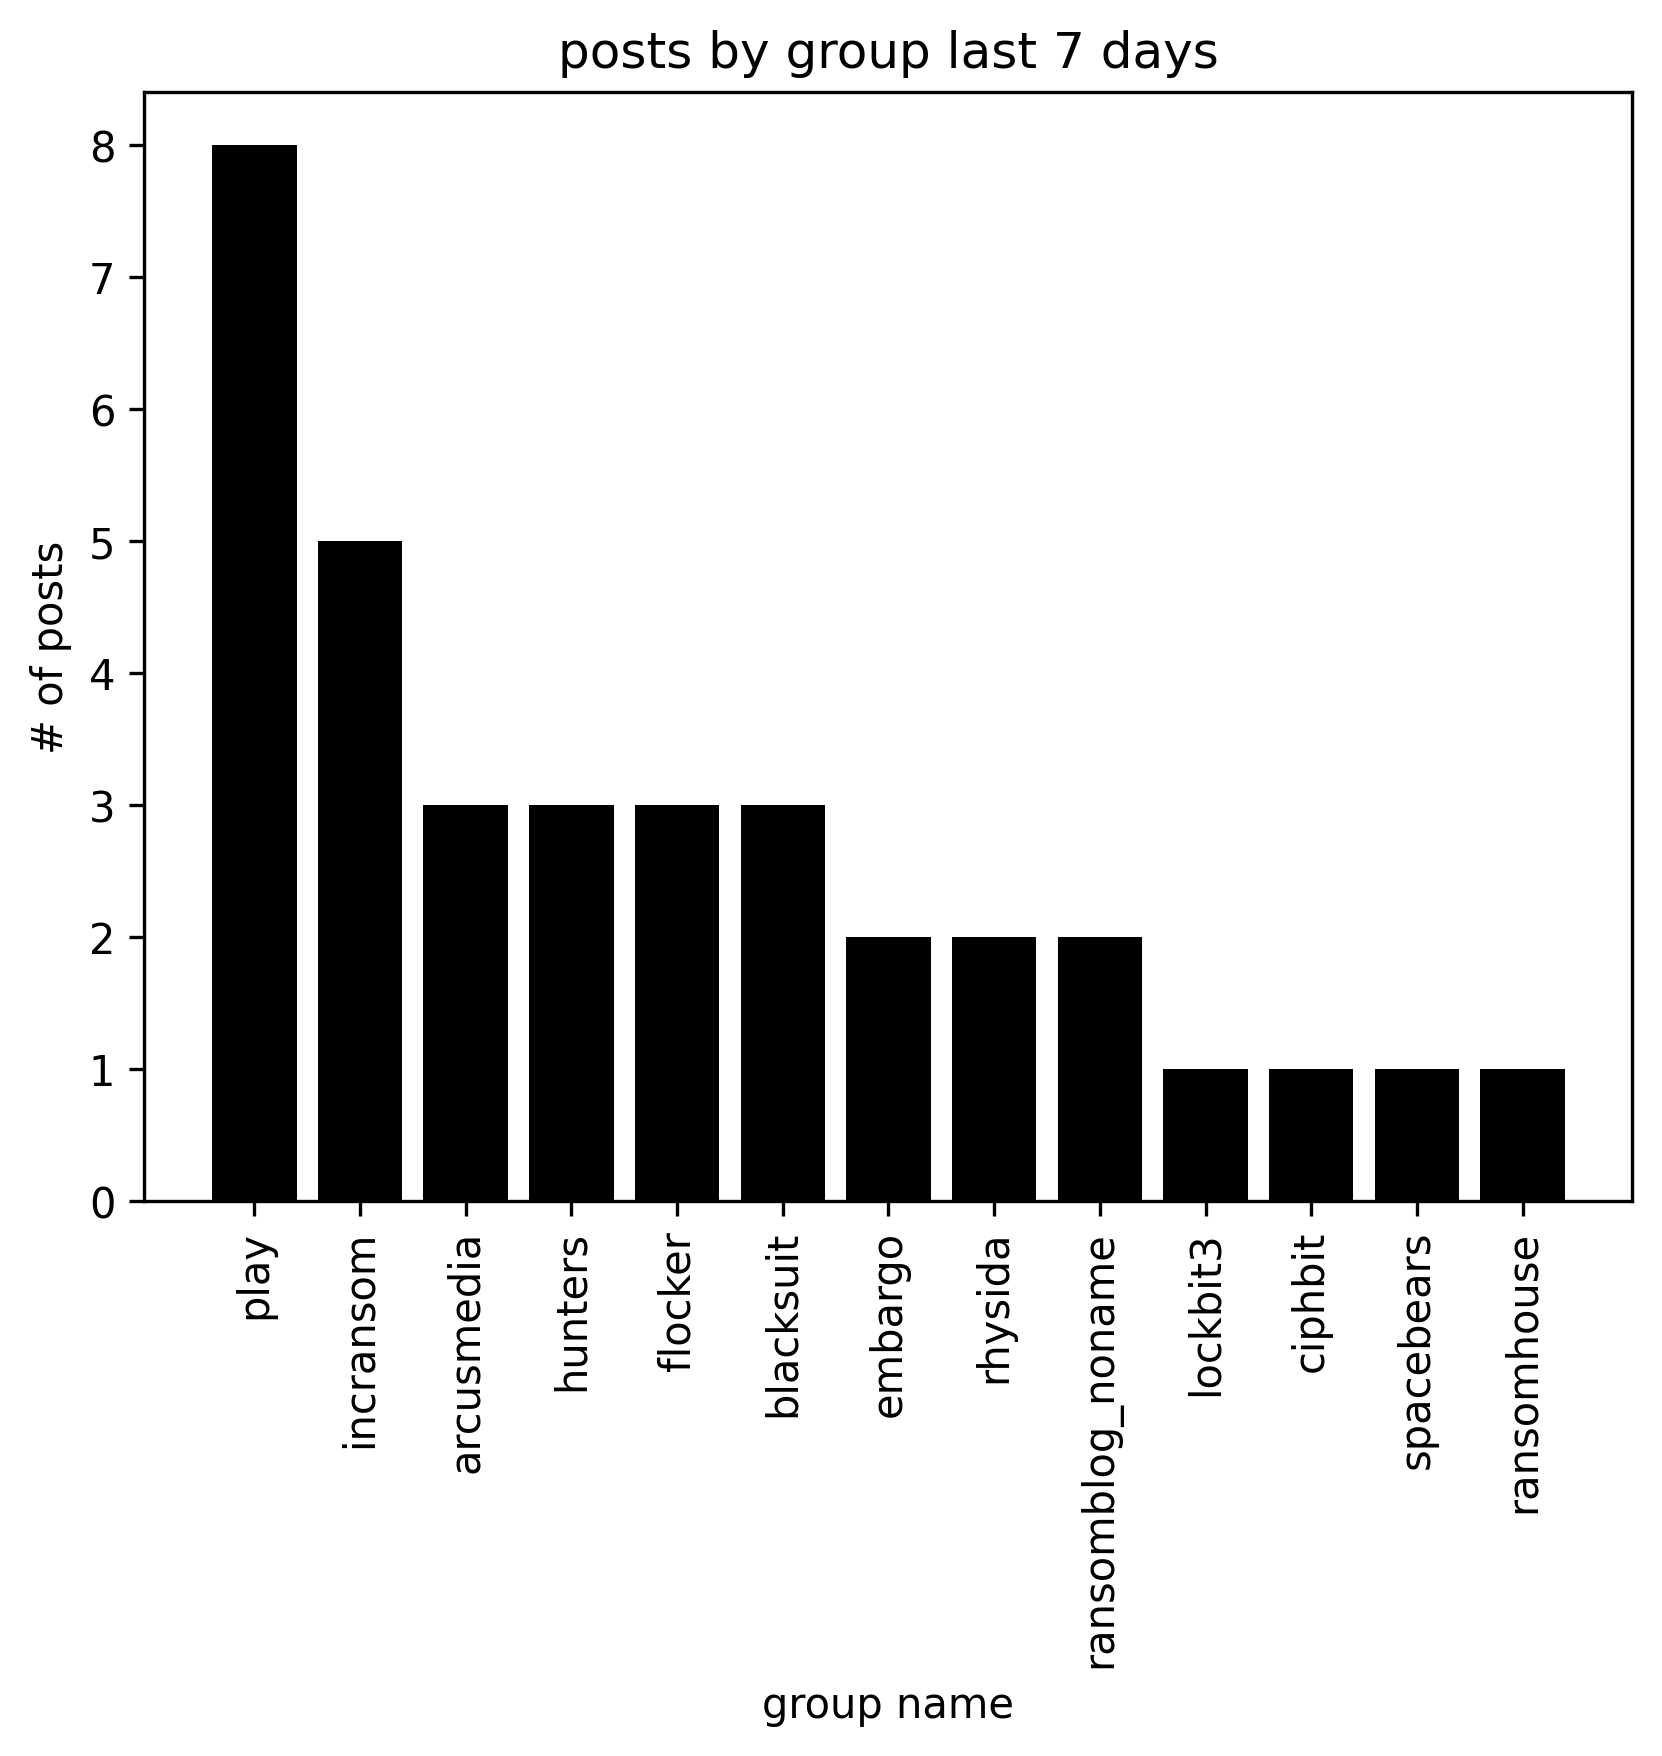 posts by group last 7 days
8
7
6
5
4
3
2
1
0
# of posts
play
incransom
arcusmedia
hunters
flocker
blacksuit
embargo
rhysida
ransomblog_noname
lockbit3
ciphbit
spacebears
ransomhouse
group name